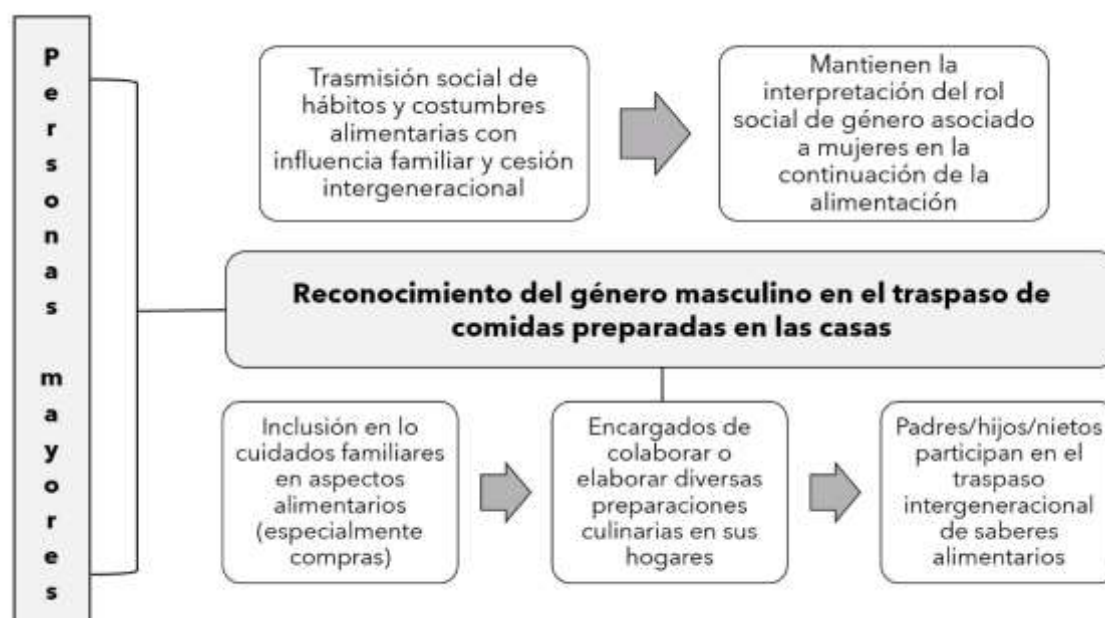 Personas mayores
Trasmisión social de
hábitos y costumbres
alimentarias con
influencia familiar y cesión
intergeneracional
Mantienen la
interpretación del rol
social de género asociado
a mujeres en la
continuación de la
alimentación
Reconocimiento del género masculino en el traspaso de
comidas preparadas en las casas
Inclusión en lo
cuidados familiares
en aspectos
alimentarios
(especialmente
compras)
Encargados de
colaborar o
elaborar diversas
preparaciones
culinarias en sus
hogares
Padres/hijos/nietos
participan en el
traspaso
intergeneracional
de saberes
alimentarios